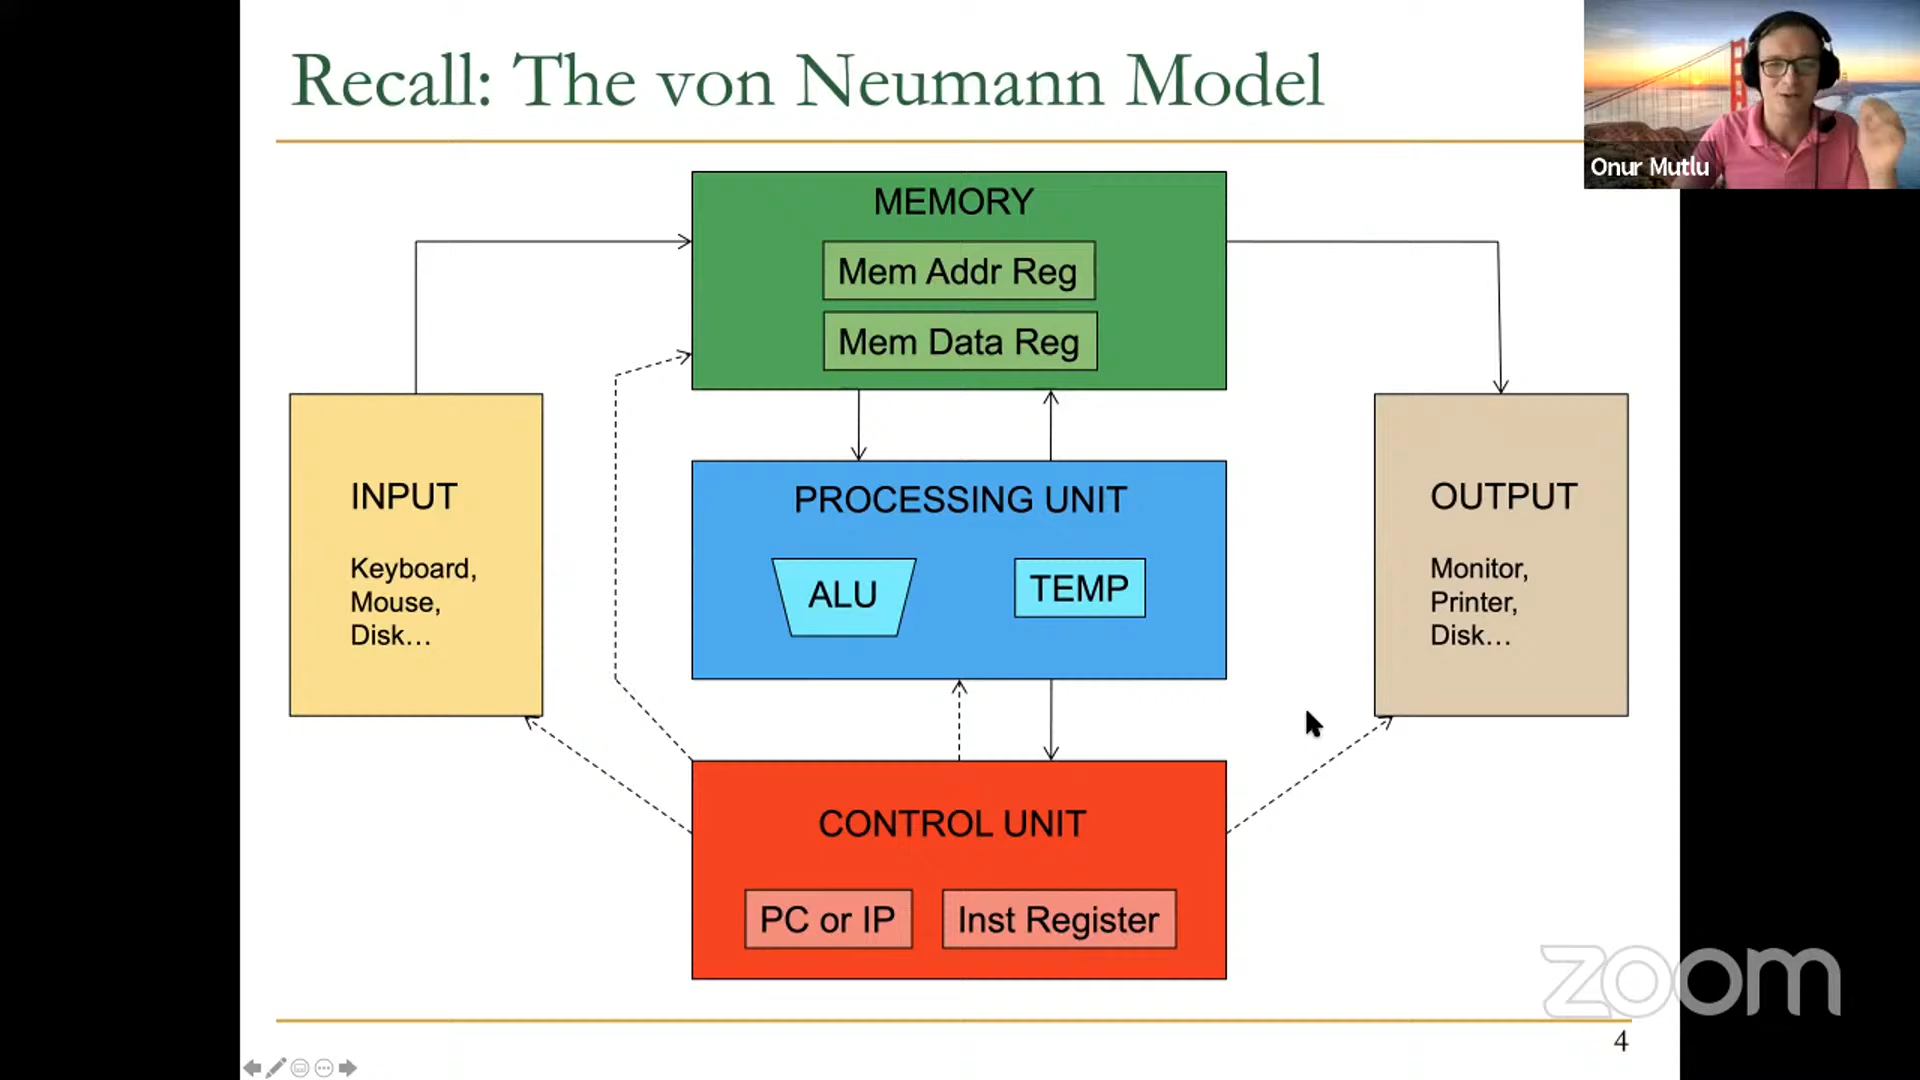 Recall: The von Neumann Model
Onur Mutlu
MEMORY
Mem Addr Reg
Mem Data Reg
INPUT
Keyboard,
Mouse,
Disk…
PROCESSING UNIT
ALU
TEMP
OUTPUT
Monitor,
Printer,
Disk…
CONTROL UNIT
PC or IP
Inst Register
zoom
4